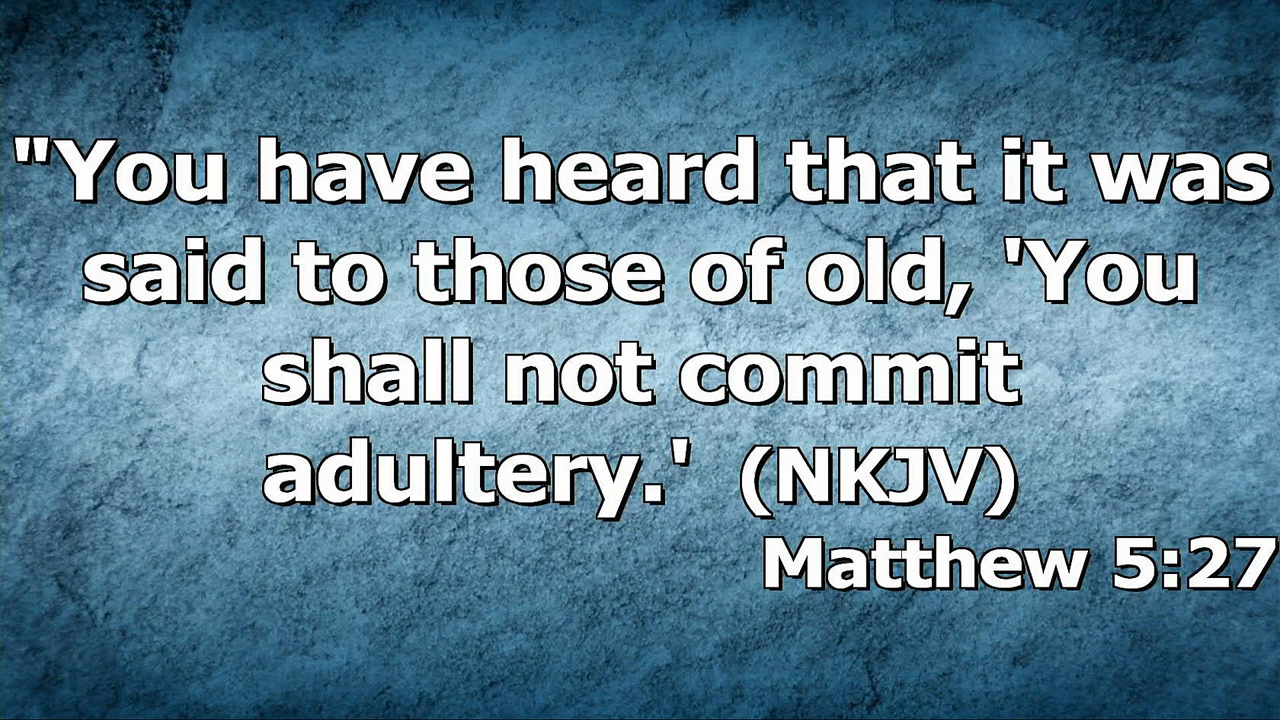 "You have heard that it was
said to those of old, 'You
shall not commit
adultery.' (NKJV)
Matthew 5:27